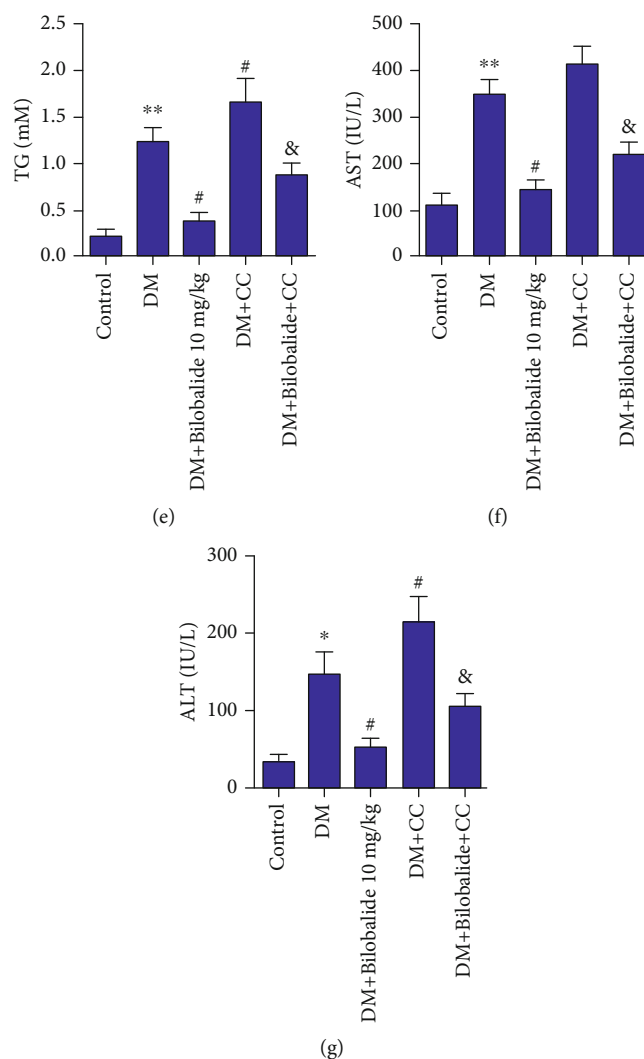 2.0
1.5
1.0
0.5
0.0
TG (mM)
**
#
#
&
Control
DM
DM+Bilobalide 10 mg/kg
DM+CC
DM+Bilobalide+CC
(e)
500
400
300
200
100
0
AST (IU/L)
**
#
&
Control
DM
DM+Bilobalide 10 mg/kg
DM+CC
DM+Bilobalide+CC
(f)
300
200
100
0
ALT (IU/L)
*
#
#
&
Control
DM
DM+Bilobalide 10 mg/kg
DM+CC
DM+Bilobalide+CC
(g)